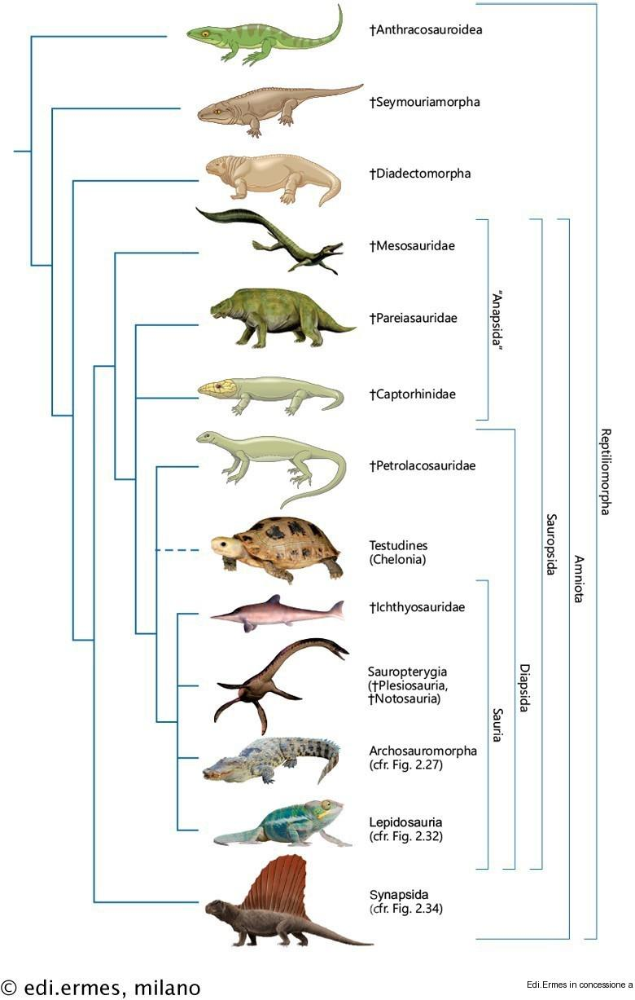 †Anthracosauroidea
†Seymouriamorpha
†Diadectomorpha
†Mesosauridae
†Pareiasauridae
†Captorhinidae
†Petrolacosauridae
Testudines
(Chelonia)
†Ichthyosauridae
Sauropterygia
(†Plesiosauria,
†Notosauria)
Archosauromorpha
(cfr. Fig. 2.27)
Lepidosauria
(cfr. Fig. 2.32)
Synapsida
(cfr. Fig. 2.34)
"Anapsida"
Sauria
Diapsida
Sauropsida
Amniota
Reptiliomorpha
© edi.ermes, milano
Edi.Ermes in concessione a